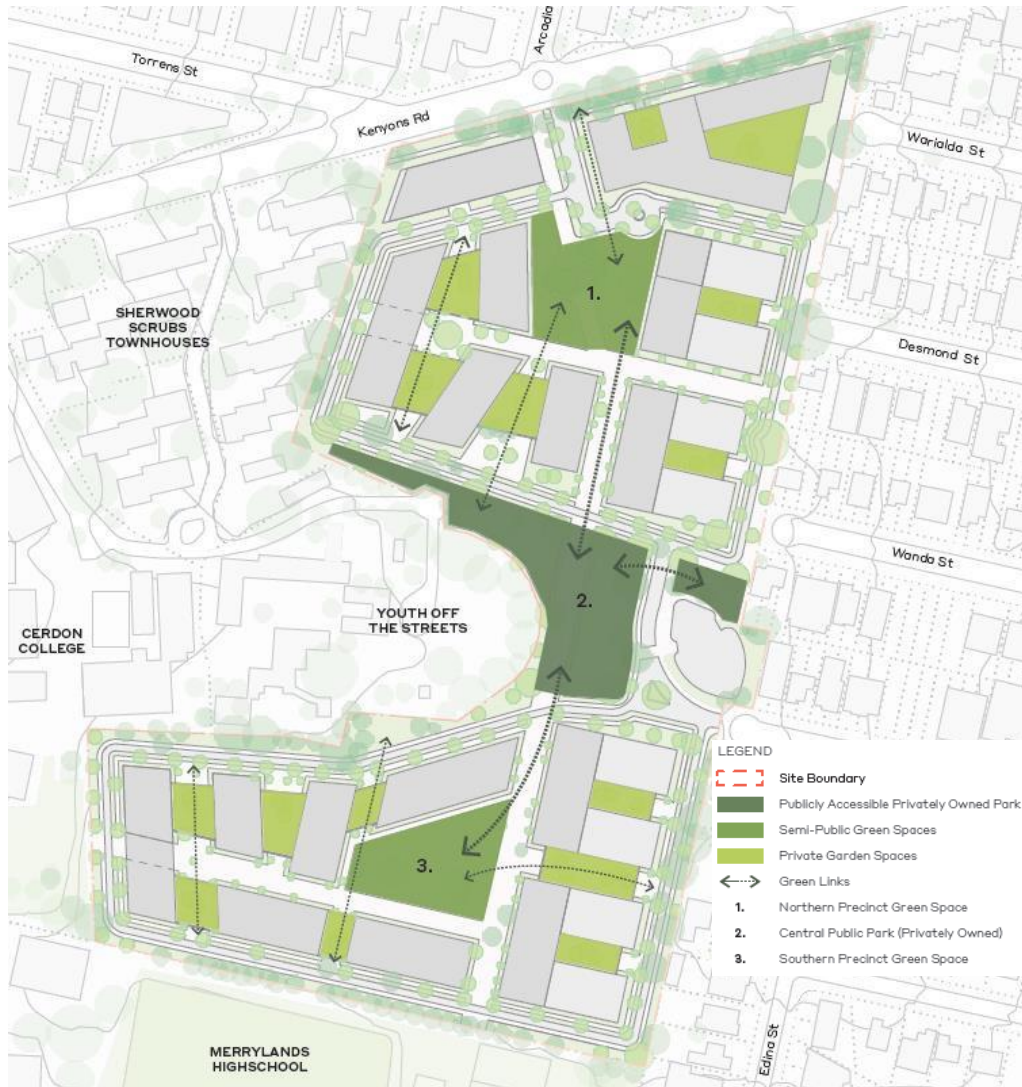 Torrens St
Arcadia
Kenyons Rd
Warialda St
1.
SHERWOOD
SCRUBS
TOWNHOUSES
Desmond St
Wanda St
2.
YOUTH OFF
THE STREETS
CERDON
COLLEGE
3.
MERRYLANDS
HIGHSCHOOL
Edina St
LEGEND
Site Boundary
Publicly Accessible Privately Owned Park
Semi-Public Green Spaces
Private Garden Spaces
Green Links
1. Northern Precinct Green Space
2. Central Public Park (Privately Owned)
3. Southern Precinct Green Space